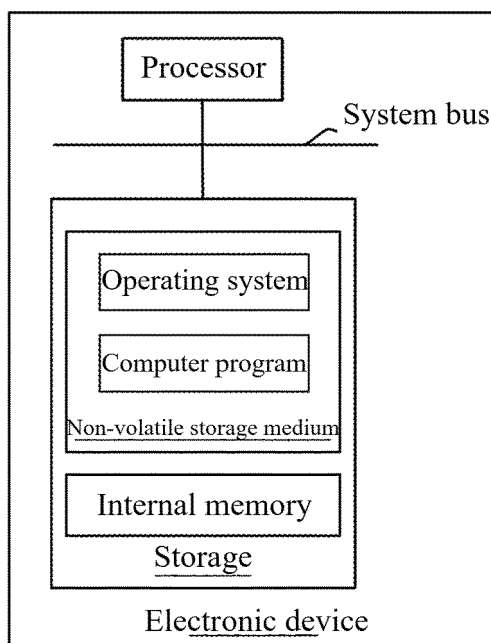 Processor
System bus
Operating system
Computer program
Non-volatile storage medium
Internal memory
Storage
Electronic device